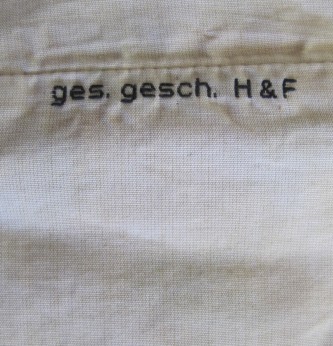 ges. gesch. H & F